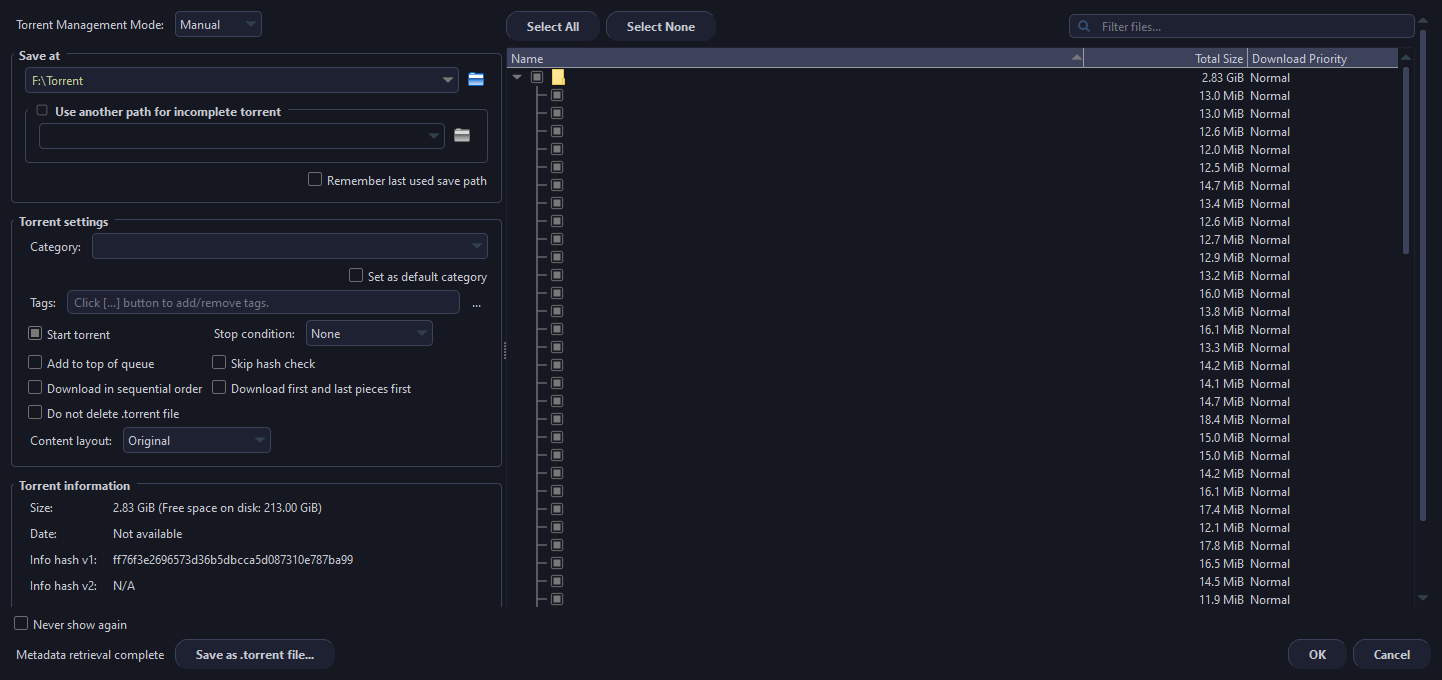 Torrent Management Mode: Manual
Save at
F:\Torrent
Use another path for incomplete torrent
Remember last used save path
Torrent settings
Category:
Set as default category
Tags: Click [...] button to add/remove tags. ...
Start torrent Stop condition: None
Add to top of queue Skip hash check
Download in sequential order Download first and last pieces first
Do not delete .torrent file
Content layout: Original
Torrent information
Size: 2.83 GiB (Free space on disk: 213.00 GiB)
Date: Not available
Info hash v1: ff76f3e2696573d36b5dbcca5d087310e787ba99
Info hash v2: N/A
Never show again
Metadata retrieval complete Save as .torrent file...
Select All Select None Filter files...
Name Total Size Download Priority
2.83 GiB Normal
13.0 MiB Normal
13.0 MiB Normal
12.6 MiB Normal
12.0 MiB Normal
12.5 MiB Normal
14.7 MiB Normal
13.4 MiB Normal
12.6 MiB Normal
12.7 MiB Normal
12.9 MiB Normal
13.2 MiB Normal
16.0 MiB Normal
13.8 MiB Normal
16.1 MiB Normal
13.3 MiB Normal
14.2 MiB Normal
14.1 MiB Normal
14.7 MiB Normal
18.4 MiB Normal
15.0 MiB Normal
15.0 MiB Normal
14.2 MiB Normal
16.1 MiB Normal
17.4 MiB Normal
12.1 MiB Normal
17.8 MiB Normal
16.5 MiB Normal
14.5 MiB Normal
11.9 MiB Normal
OK Cancel